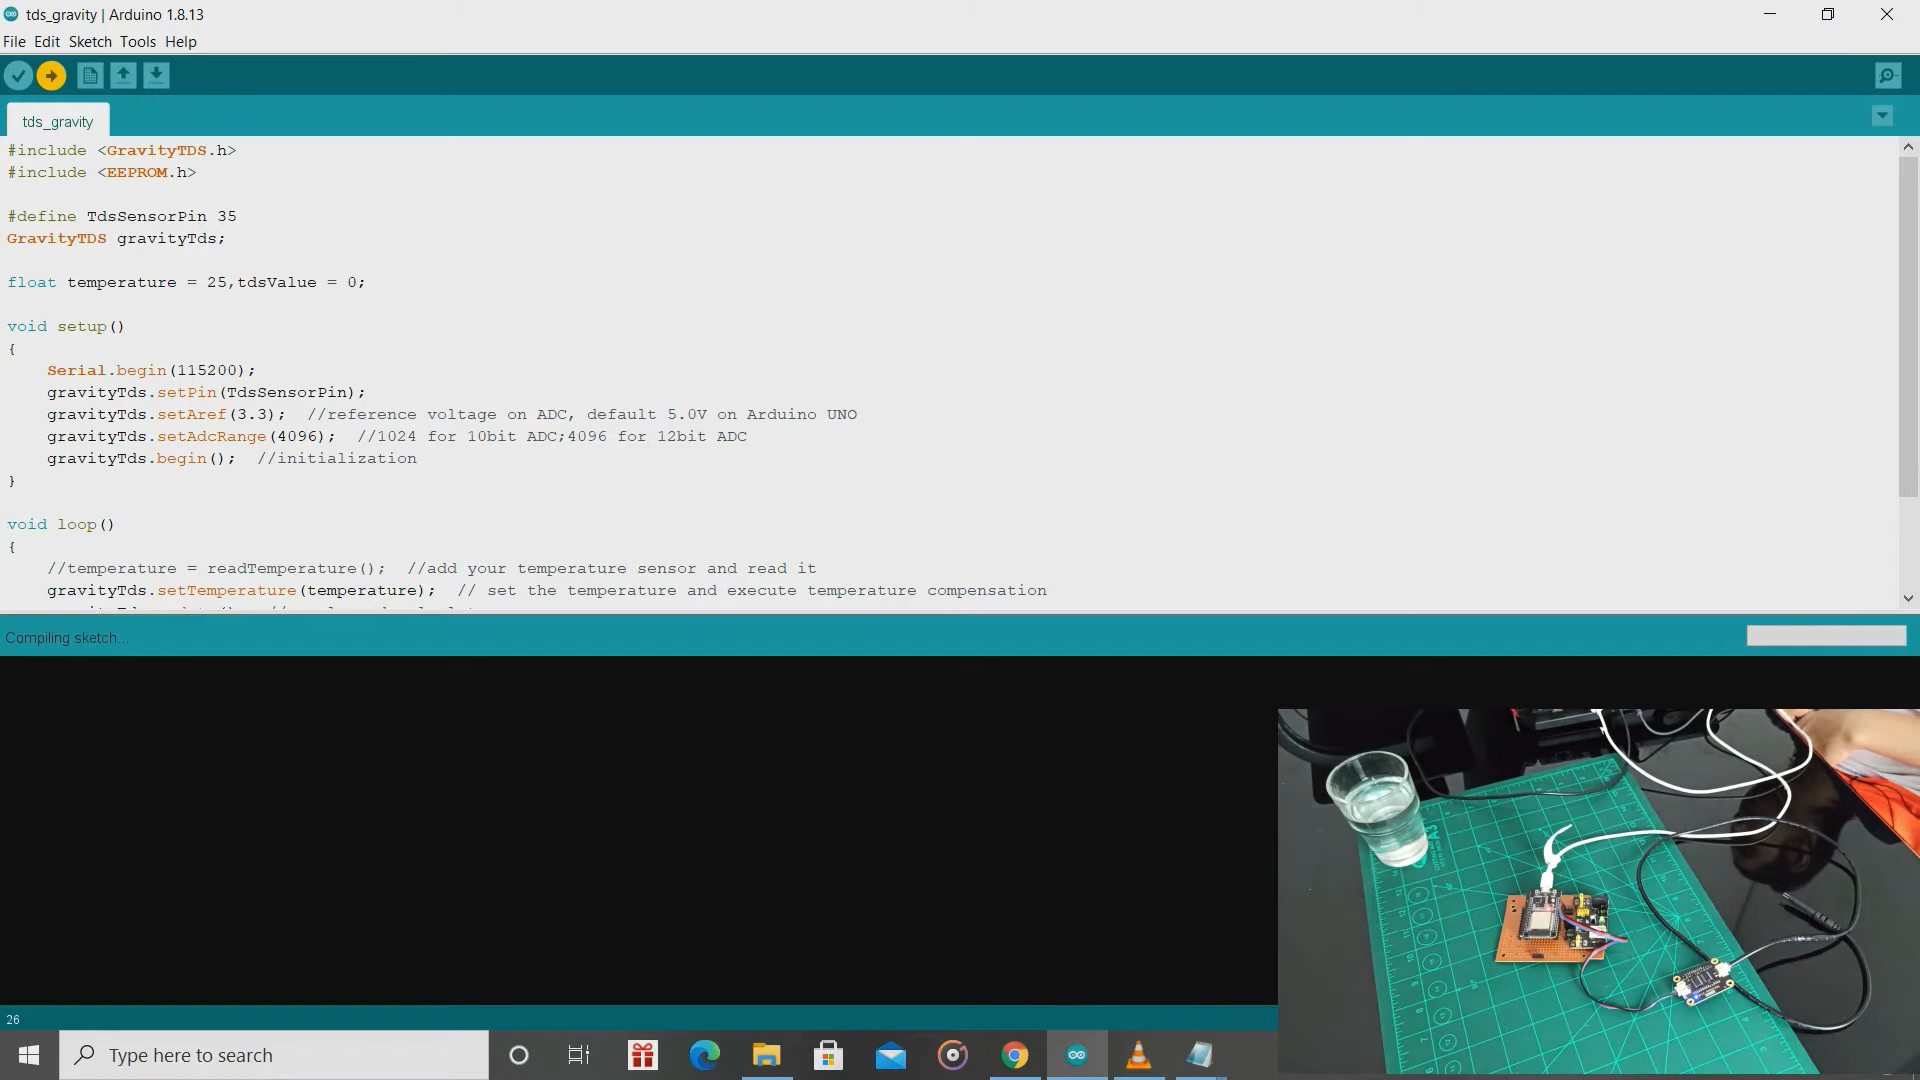 tds_gravity | Arduino 1.8.13
File Edit Sketch Tools Help
tds_gravity
#include <GravityTDS.h>
#include <EEPROM.h>
#define TdsSensorPin 35
GravityTDS gravityTds;
float temperature = 25,tdsValue = 0;
void setup()
{
Serial.begin(115200);
gravityTds.setPin(TdsSensorPin);
gravityTds.setAref(3.3);  //reference voltage on ADC, default 5.0V on Arduino UNO
gravityTds.setAdcRange(4096);  //1024 for 10bit ADC;4096 for 12bit ADC
gravityTds.begin();  //initialization
}
void loop()
{
//temperature = readTemperature();  //add your temperature sensor and read it
gravityTds.setTemperature(temperature);  // set the temperature and execute temperature compensation
Compiling sketch...
A3
26
Type here to search